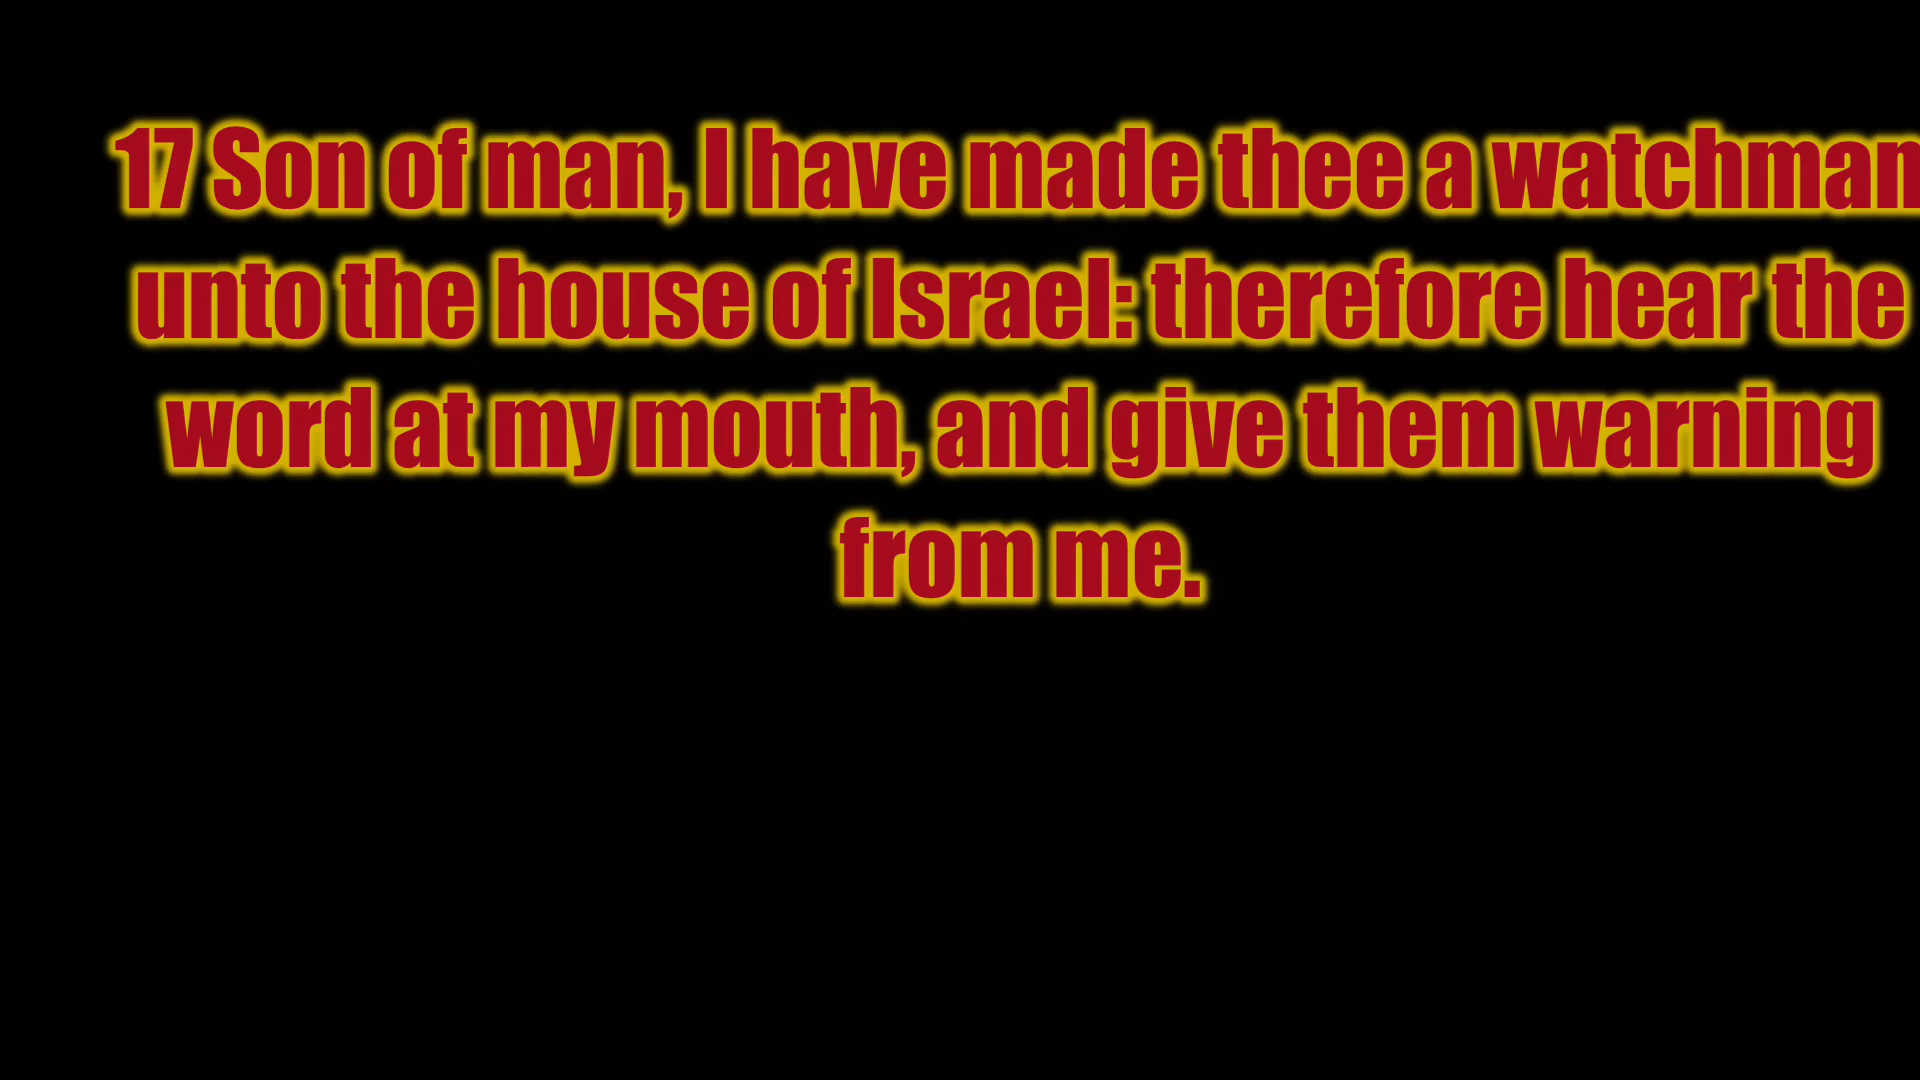 17 Son of man, I have made thee a watchman
unto the house of Israel: therefore hear the
word at my mouth, and give them warning
from me.